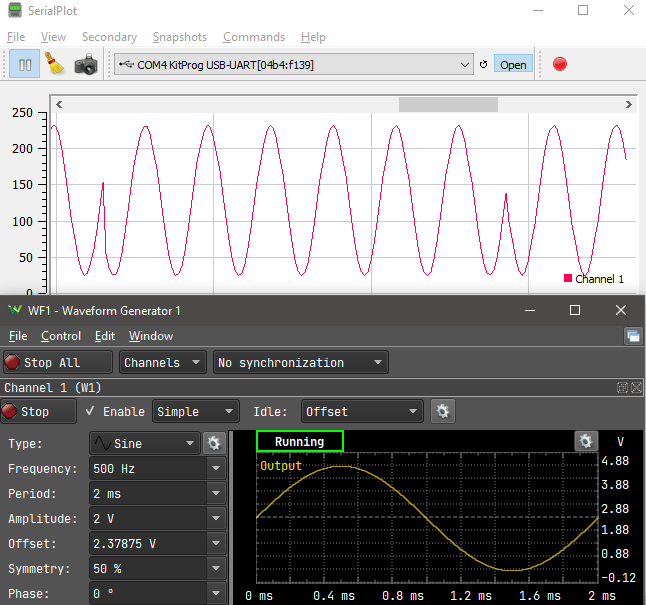 SerialPlot
File View Secondary Snapshots Commands Help
COM4 KitProg USB-UART[04b4:f139] Open
250
200
150
100
50
0
Channel 1
WF1 - Waveform Generator 1
File Control Edit Window
Stop All Channels No synchronization
Channel 1 (W1)
Stop Enable Simple Idle: Offset
Type: Sine
Frequency: 500 Hz
Period: 2 ms
Amplitude: 2 V
Offset: 2.37875 V
Symmetry: 50 %
Phase: 0 °
Running V
Output
4.88
3.88
2.88
1.88
0.88
-0.12
0 ms 0.4 ms 0.8 ms 1.2 ms 1.6 ms 2 ms